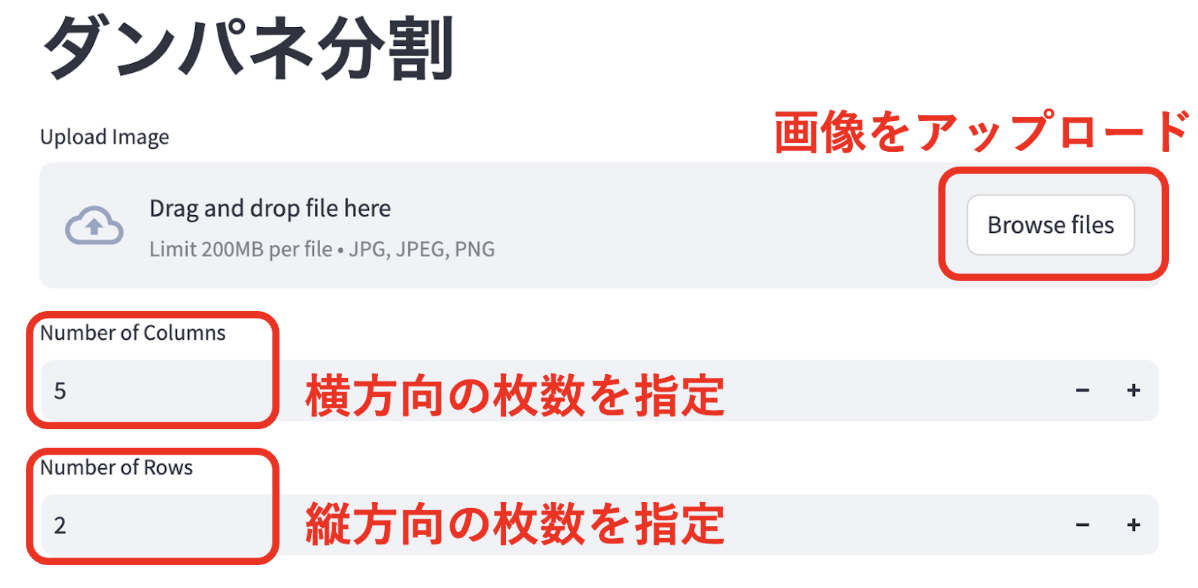 ダンパネ分割
Upload Image
画像をアップロード
Drag and drop file here
Limit 200MB per file • JPG, JPEG, PNG
Browse files
Number of Columns
5
横方向の枚数を指定
− +
Number of Rows
2
縦方向の枚数を指定
− +